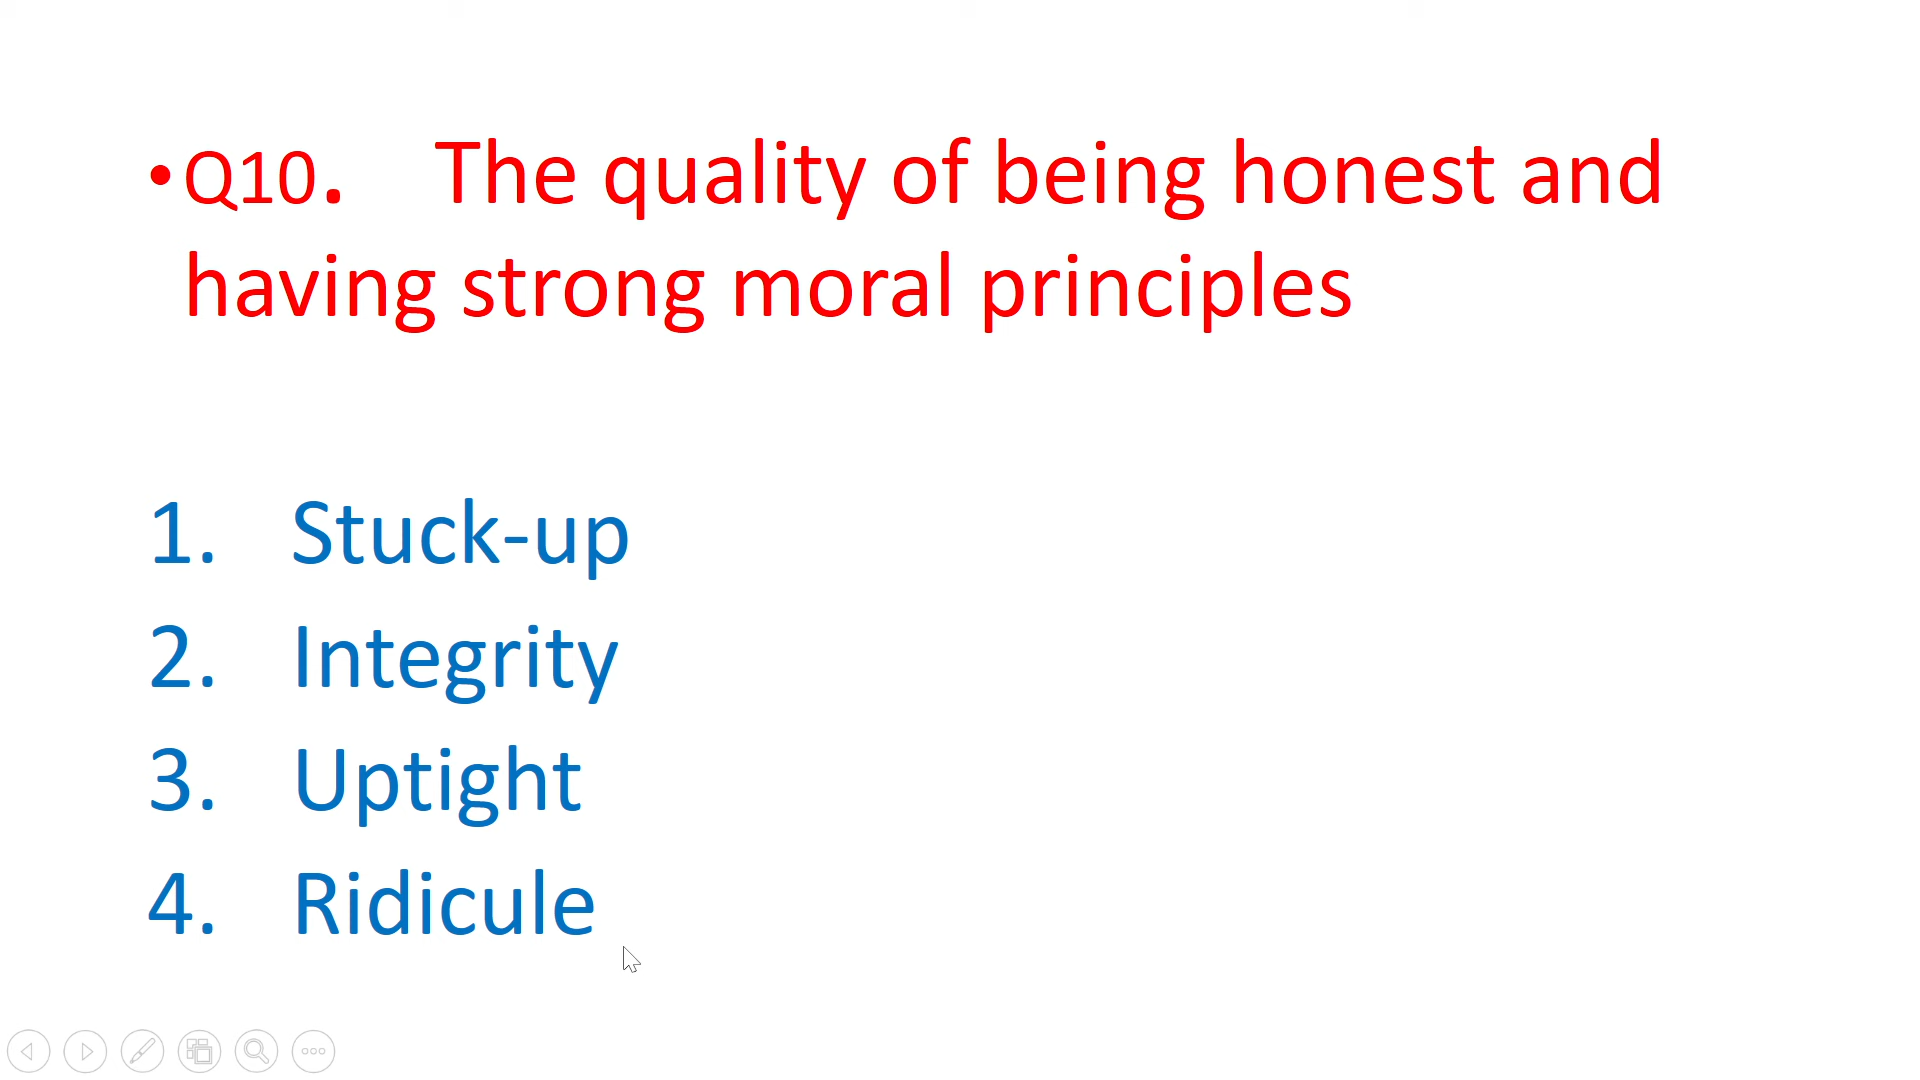 • Q10. The quality of being honest and
having strong moral principles
1. Stuck-up
2. Integrity
3. Uptight
4. Ridicule